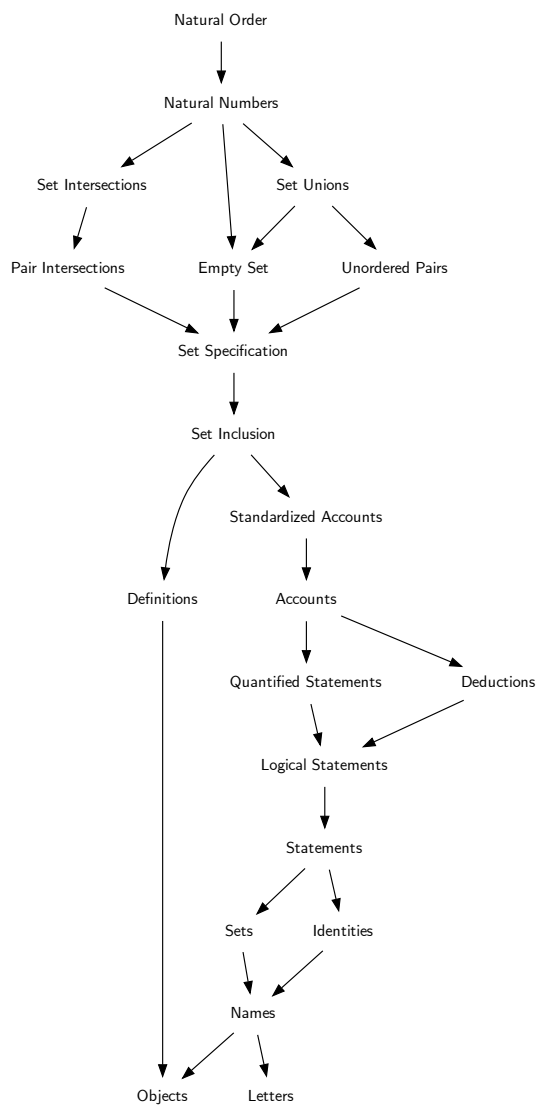 Natural Order
Natural Numbers
Set Intersections
Set Unions
Pair Intersections
Empty Set
Unordered Pairs
Set Specification
Set Inclusion
Standardized Accounts
Definitions
Accounts
Quantified Statements
Deductions
Logical Statements
Statements
Sets
Identities
Names
Objects
Letters